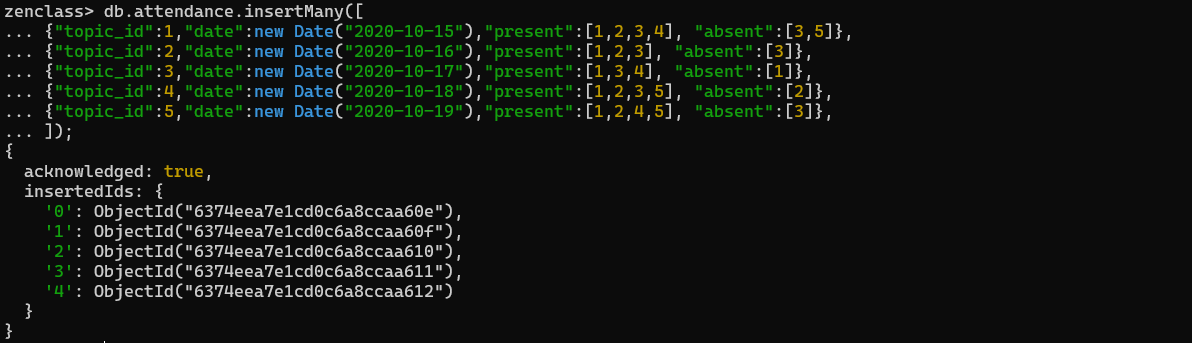 zenclass> db.attendance.insertMany([
... {"topic_id":1,"date":new Date("2020-10-15"),"present":[1,2,3,4], "absent":[3,5]},
... {"topic_id":2,"date":new Date("2020-10-16"),"present":[1,2,3], "absent":[3]},
... {"topic_id":3,"date":new Date("2020-10-17"),"present":[1,3,4], "absent":[1]},
... {"topic_id":4,"date":new Date("2020-10-18"),"present":[1,2,3,5], "absent":[2]},
... {"topic_id":5,"date":new Date("2020-10-19"),"present":[1,2,4,5], "absent":[3]},
... ]);
{
  acknowledged: true,
  insertedIds: {
    '0': ObjectId("6374eea7e1cd0c6a8ccaa60e"),
    '1': ObjectId("6374eea7e1cd0c6a8ccaa60f"),
    '2': ObjectId("6374eea7e1cd0c6a8ccaa610"),
    '3': ObjectId("6374eea7e1cd0c6a8ccaa611"),
    '4': ObjectId("6374eea7e1cd0c6a8ccaa612")
  }
}